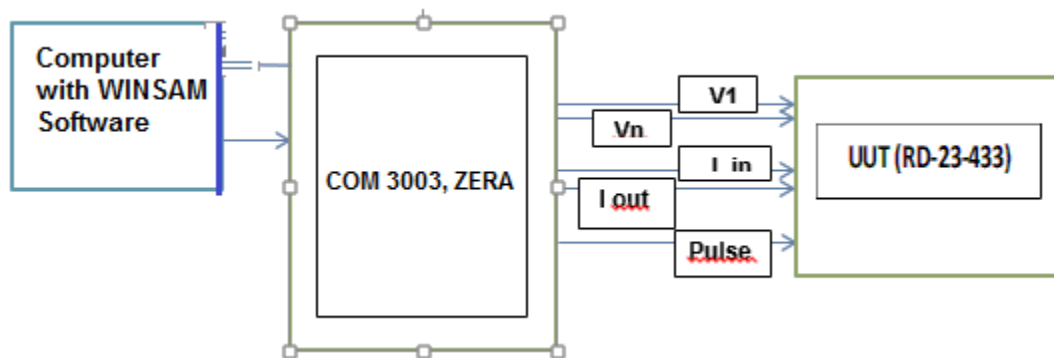 Computer
with WINSAM
Software
COM 3003, ZERA
V1
Vn
I in
I out
Pulse
UUT (RD-23-433)